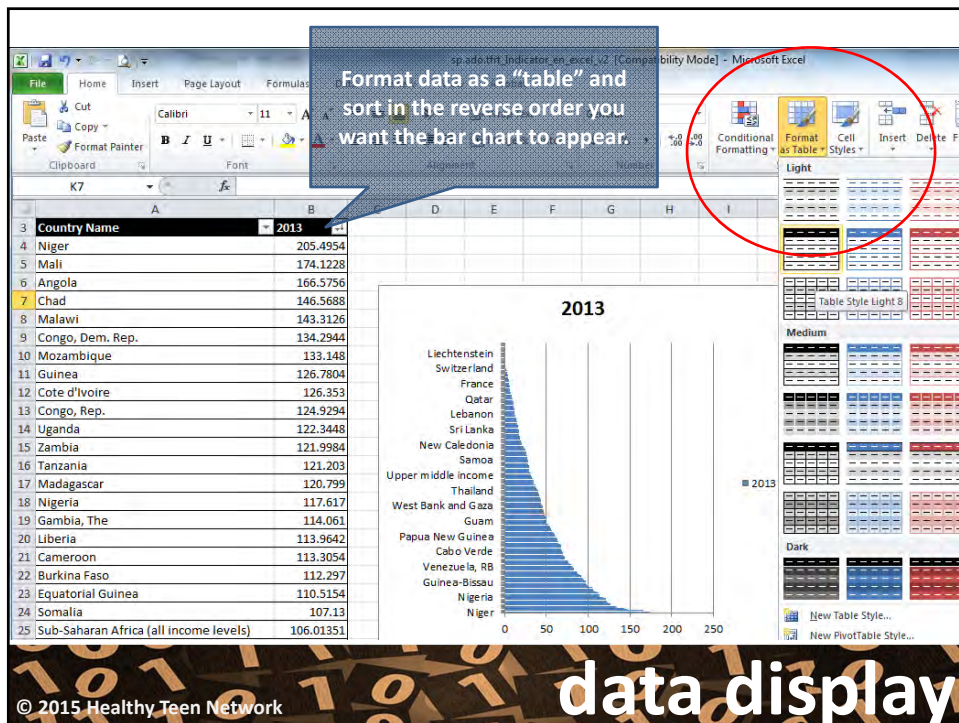 sp.ado.tfrt_Indicator_en_excel_v2 [Compatibility Mode] - Microsoft Excel
File Home Insert Page Layout Formulas
Format data as a “table” and
sort in the reverse order you
want the bar chart to appear.
Cut
Copy
Format Painter
Paste
Clipboard
Calibri 11
B I U
Font
Alignment
Number
Conditional Formatting
Format as Table
Cell Styles
Insert Delete
K7 fx
Light
Table Style Light 8
Medium
Dark
New Table Style...
New PivotTable Style...
A B D E F G H I
3 Country Name 2013
4 Niger 205.4954
5 Mali 174.1228
6 Angola 166.5756
7 Chad 146.5688
8 Malawi 143.3126
9 Congo, Dem. Rep. 134.2944
10 Mozambique 133.148
11 Guinea 126.7804
12 Cote d'Ivoire 126.353
13 Congo, Rep. 124.9294
14 Uganda 122.3448
15 Zambia 121.9984
16 Tanzania 121.203
17 Madagascar 120.799
18 Nigeria 117.617
19 Gambia, The 114.061
20 Liberia 113.9642
21 Cameroon 113.3054
22 Burkina Faso 112.297
23 Equatorial Guinea 110.5154
24 Somalia 107.13
25 Sub-Saharan Africa (all income levels) 106.01351
2013
Liechtenstein
Switzerland
France
Qatar
Lebanon
Sri Lanka
New Caledonia
Samoa
Upper middle income
Thailand
West Bank and Gaza
Guam
Papua New Guinea
Cabo Verde
Venezuela, RB
Guinea-Bissau
Nigeria
Niger
0 50 100 150 200 250
2013
© 2015 Healthy Teen Network
data display